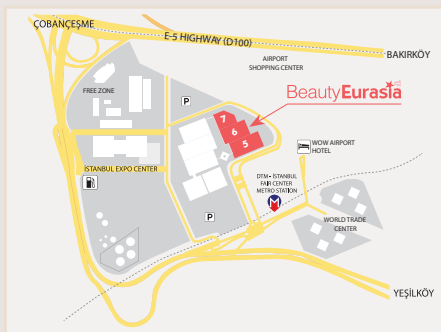 ÇOBANÇEŞME
E-5 HIGHWAY (D100)
BAKIRKÖY
AIRPORT
SHOPPING CENTER
FREE ZONE
BeautyEurasia
P
7
6
5
WOW AIRPORT
HOTEL
İSTANBUL EXPO CENTER
DTM - İSTANBUL
FAIR CENTER
METRO STATION
M
P
WORLD TRADE
CENTER
YEŞİLKÖY